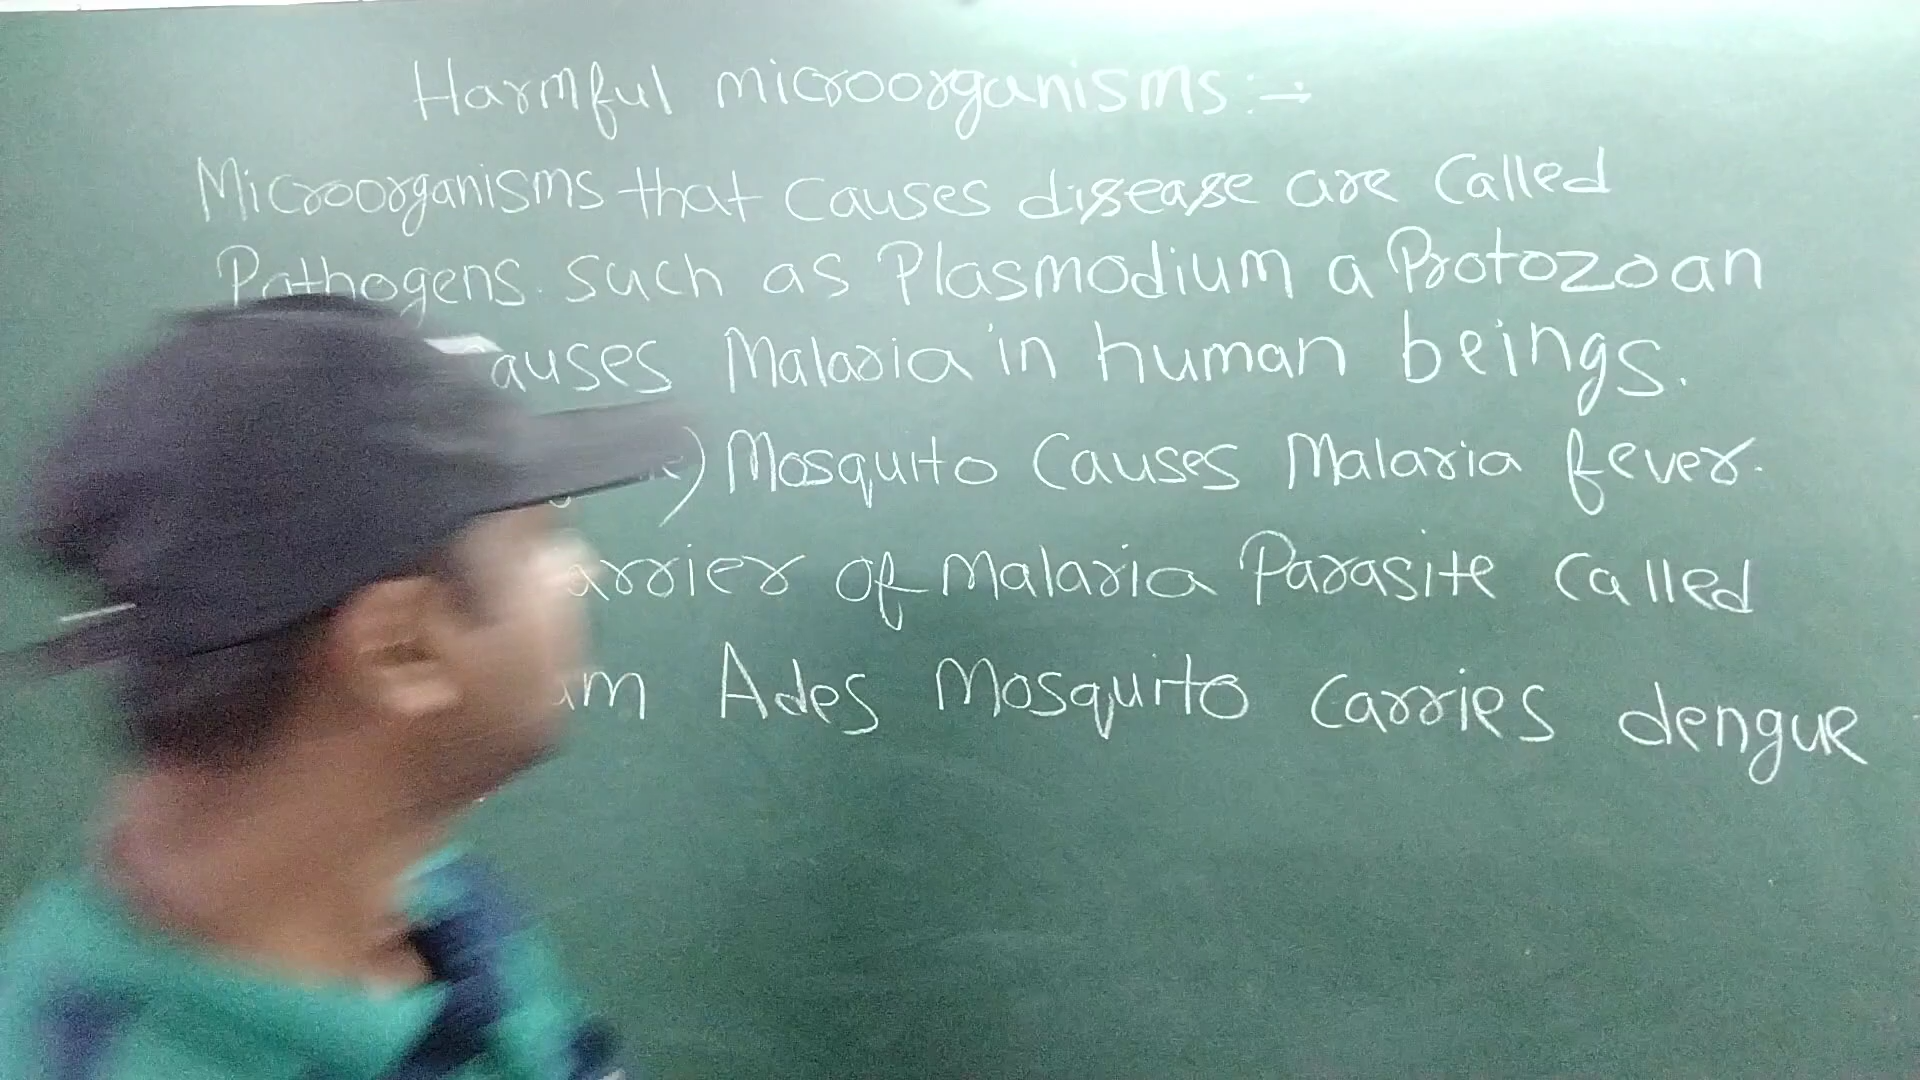 Harmful microorganisms:-
Microorganisms that causes disease are called
Pathogens. such as Plasmodium a Protozoan
auses Malaria in human beings.
) Mosquito Causes Malaria fever.
arrier of malaria Parasite called
um Ades Mosquito carries dengue